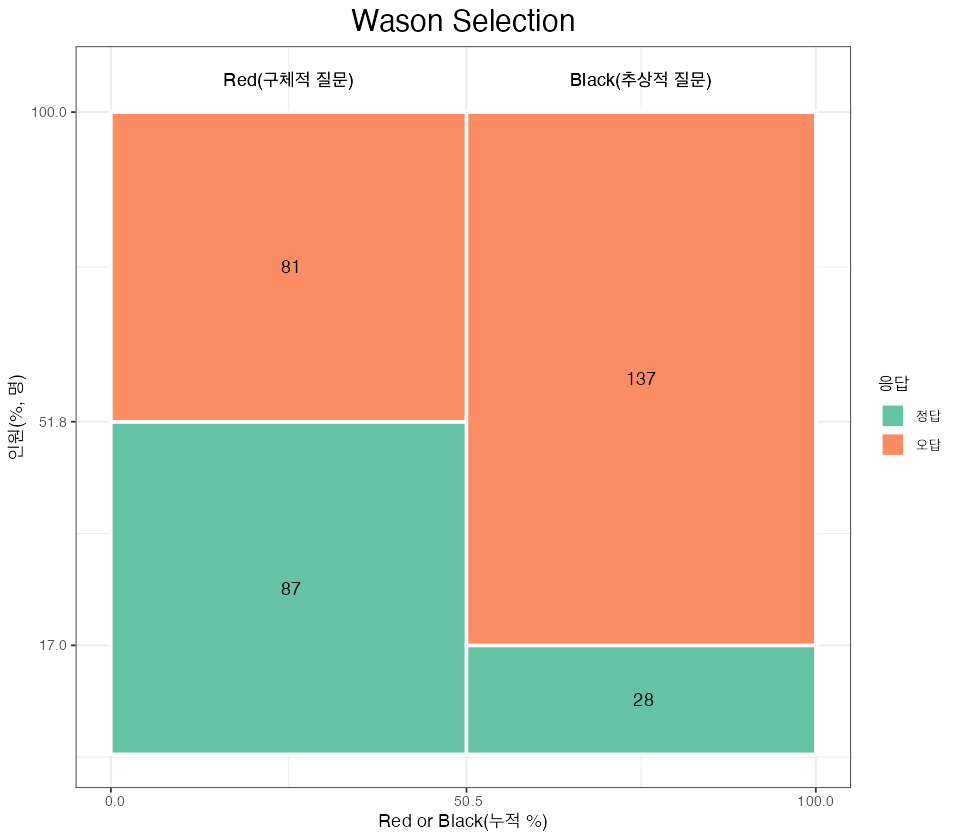 Wason Selection
Red(구체적 질문)
Black(추상적 질문)
100.0
81
137
응답
정답
오답
인원(%, 명)
51.8
87
17.0
28
0.0
50.5
100.0
Red or Black(누적 %)